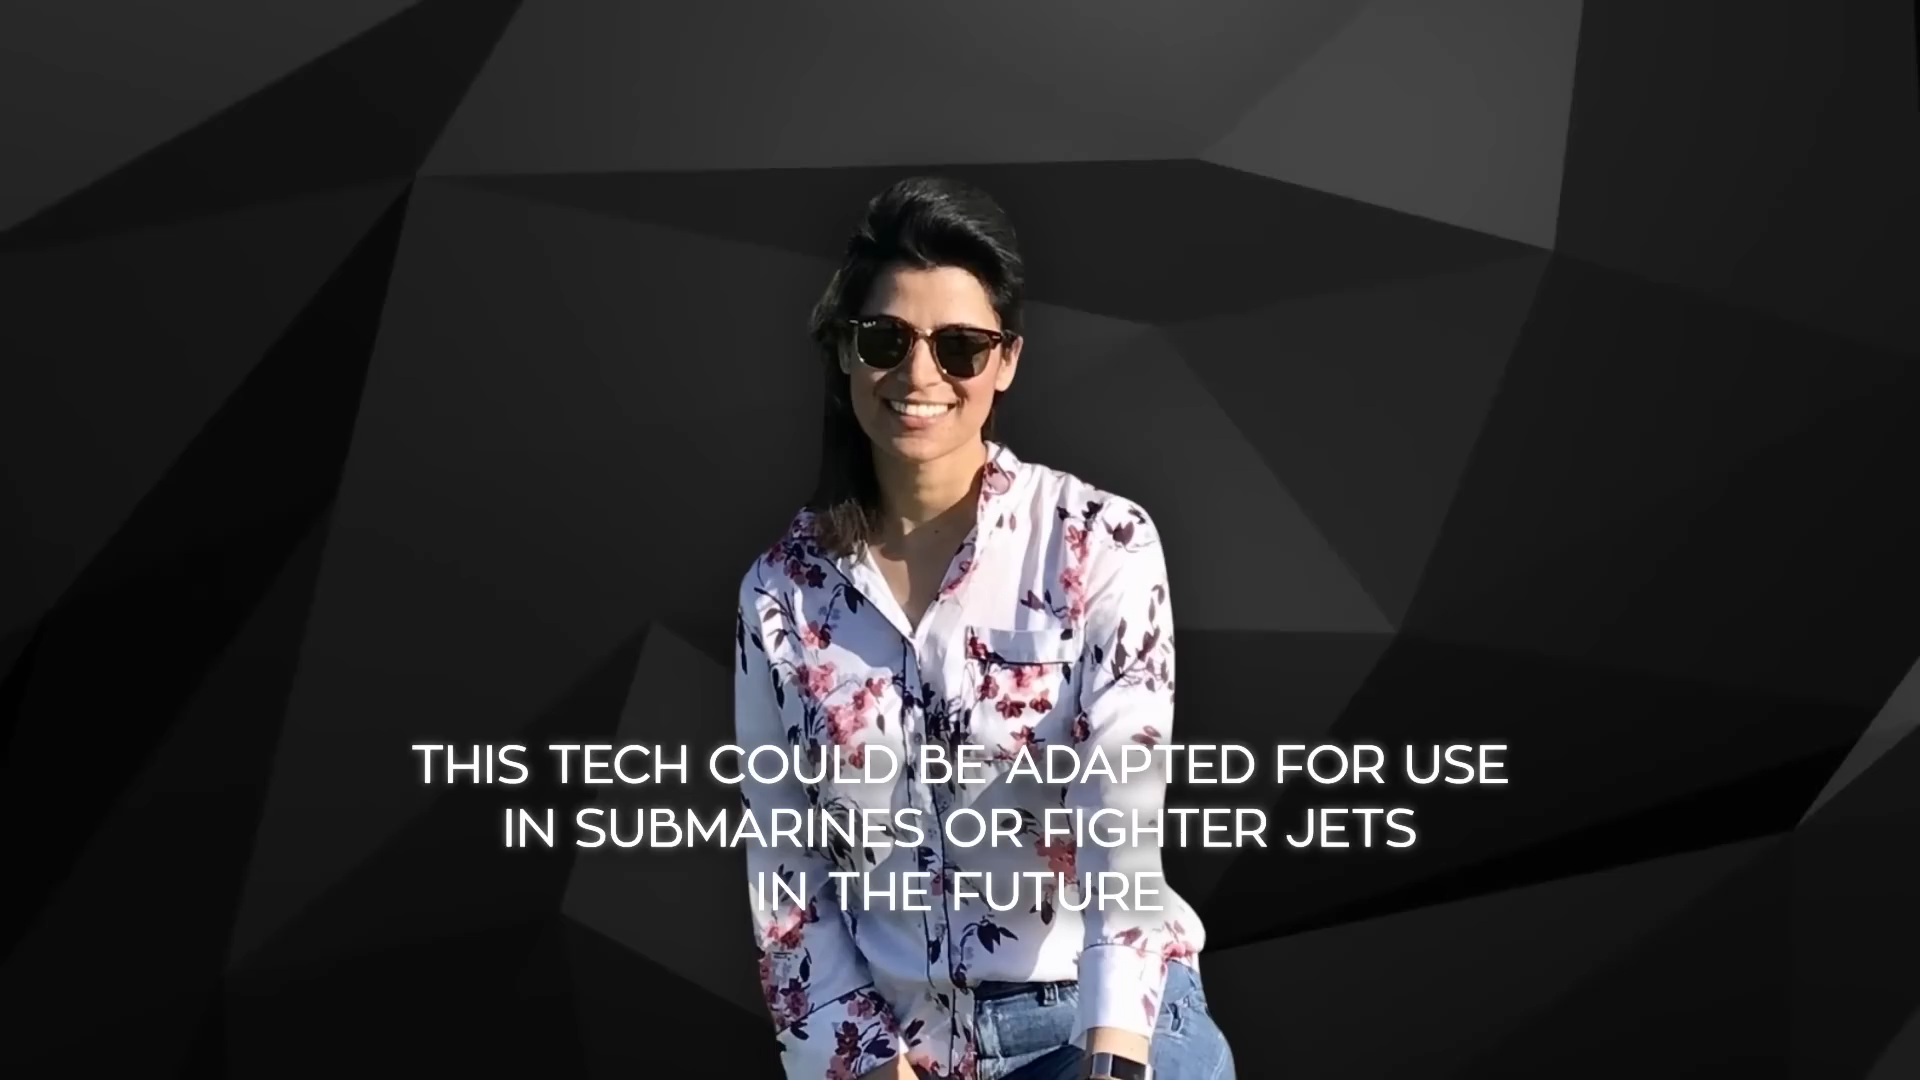 THIS TECH COULD BE ADAPTED FOR USE
IN SUBMARINES OR FIGHTER JETS
IN THE FUTURE